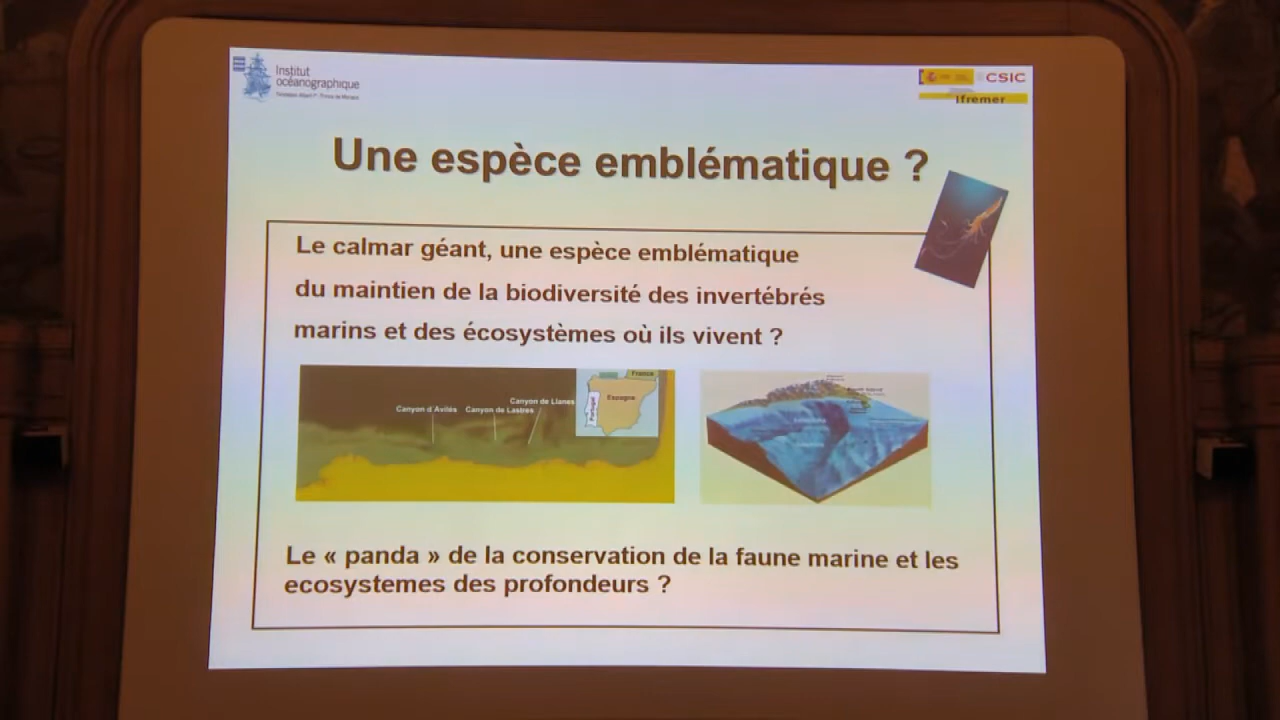 Institut
océanographique
CSIC
Ifremer
Une espèce emblématique ?
Le calmar géant, une espèce emblématique
du maintien de la biodiversité des invertébrés
marins et des écosystèmes où ils vivent ?
France
Canyon de Llanes
Canyon d'Avilés
Canyon de Lastres
Espagne
Portugal
Le « panda » de la conservation de la faune marine et les
ecosystemes des profondeurs ?